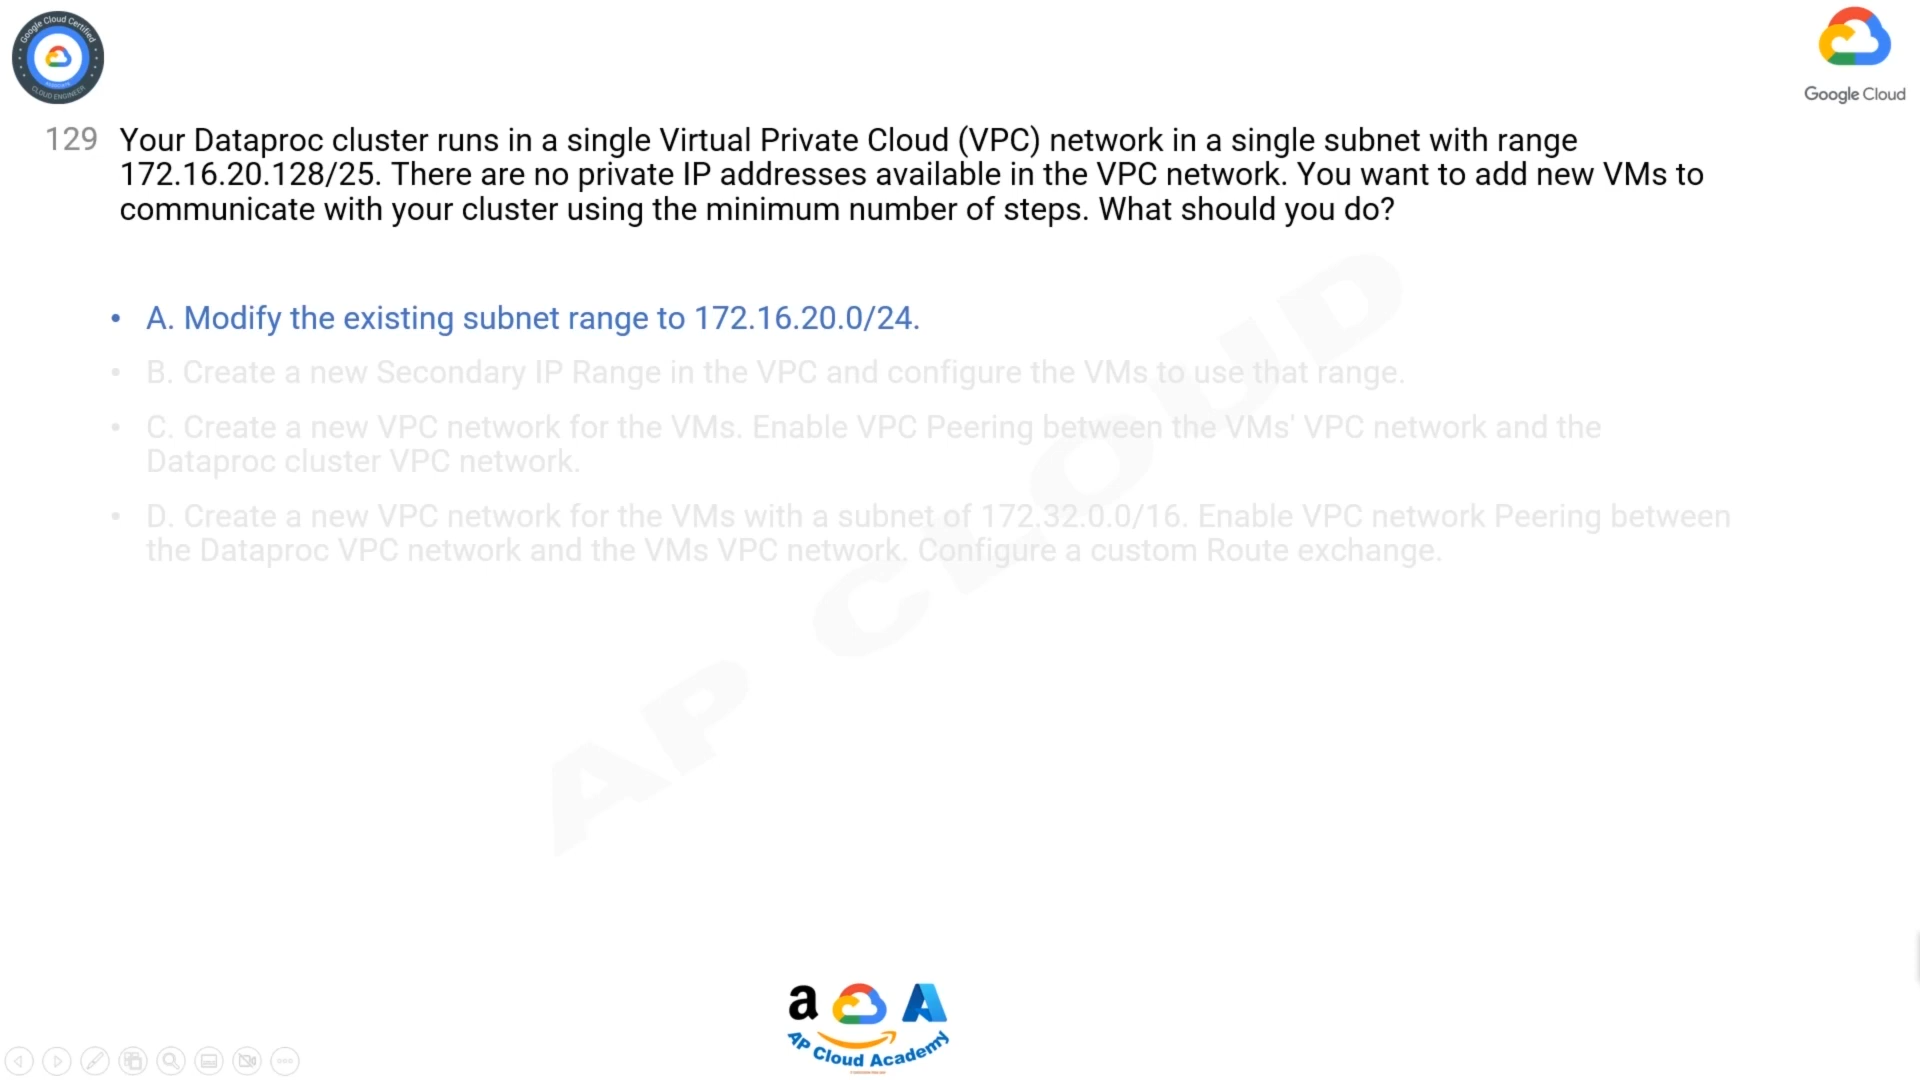 Google Cloud Certified
ASSOCIATE
CLOUD ENGINEER
Google Cloud
129 Your Dataproc cluster runs in a single Virtual Private Cloud (VPC) network in a single subnet with range
172.16.20.128/25. There are no private IP addresses available in the VPC network. You want to add new VMs to
communicate with your cluster using the minimum number of steps. What should you do?
• A. Modify the existing subnet range to 172.16.20.0/24.
• B. Create a new Secondary IP Range in the VPC and configure the VMs to use that range.
• C. Create a new VPC network for the VMs. Enable VPC Peering between the VMs' VPC network and the
Dataproc cluster VPC network.
• D. Create a new VPC network for the VMs with a subnet of 172.32.0.0/16. Enable VPC network Peering between
the Dataproc VPC network and the VMs VPC network. Configure a custom Route exchange.
AP CLOUD
a
AP Cloud Academy